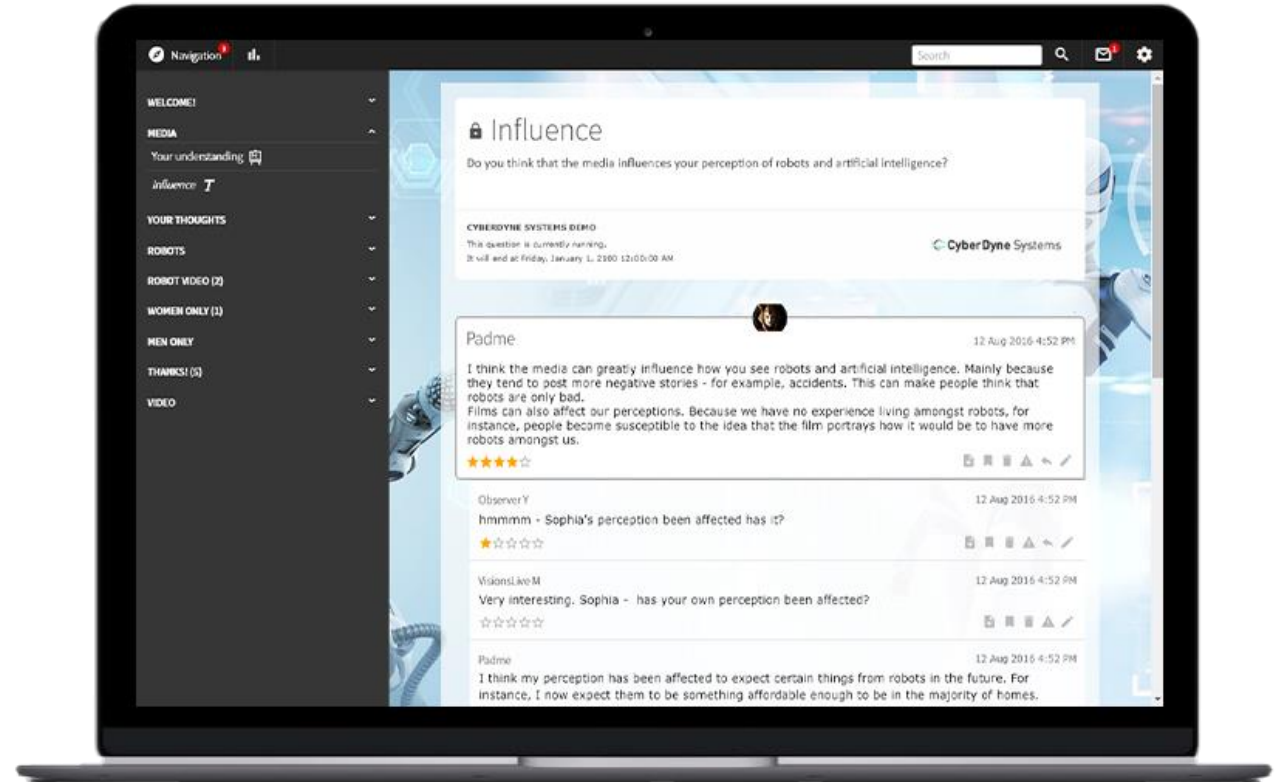 Navigation 3
Search
1
WELCOME!
MEDIA
Your understanding
Influence T
YOUR THOUGHTS
ROBOTS
ROBOT VIDEO (2)
WOMEN ONLY (1)
MEN ONLY
THANKS! (5)
VIDEO
Influence
Do you think that the media influences your perception of robots and artificial intelligence?
CYBERDYNE SYSTEMS DEMO
This question is currently running.
It will end at Friday, January 1, 2100 12:00:00 AM
CyberDyne Systems
Padme
12 Aug 2016 4:52 PM
I think the media can greatly influence how you see robots and artificial intelligence. Mainly because
they tend to post more negative stories - for example, accidents. This can make people think that
robots are only bad.
Films can also affect our perceptions. Because we have no experience living amongst robots, for
instance, people become susceptible to the idea that the film portrays how it would be to have more
robots amongst us.
Observer Y
12 Aug 2016 4:52 PM
hmmmm - Sophia's perception been affected has it?
VisionsLive M
12 Aug 2016 4:52 PM
Very interesting. Sophia - has your own perception been affected?
Padme
12 Aug 2016 4:52 PM
I think my perception has been affected to expect certain things from robots in the future. For
instance, I now expect them to be something affordable enough to be in the majority of homes.